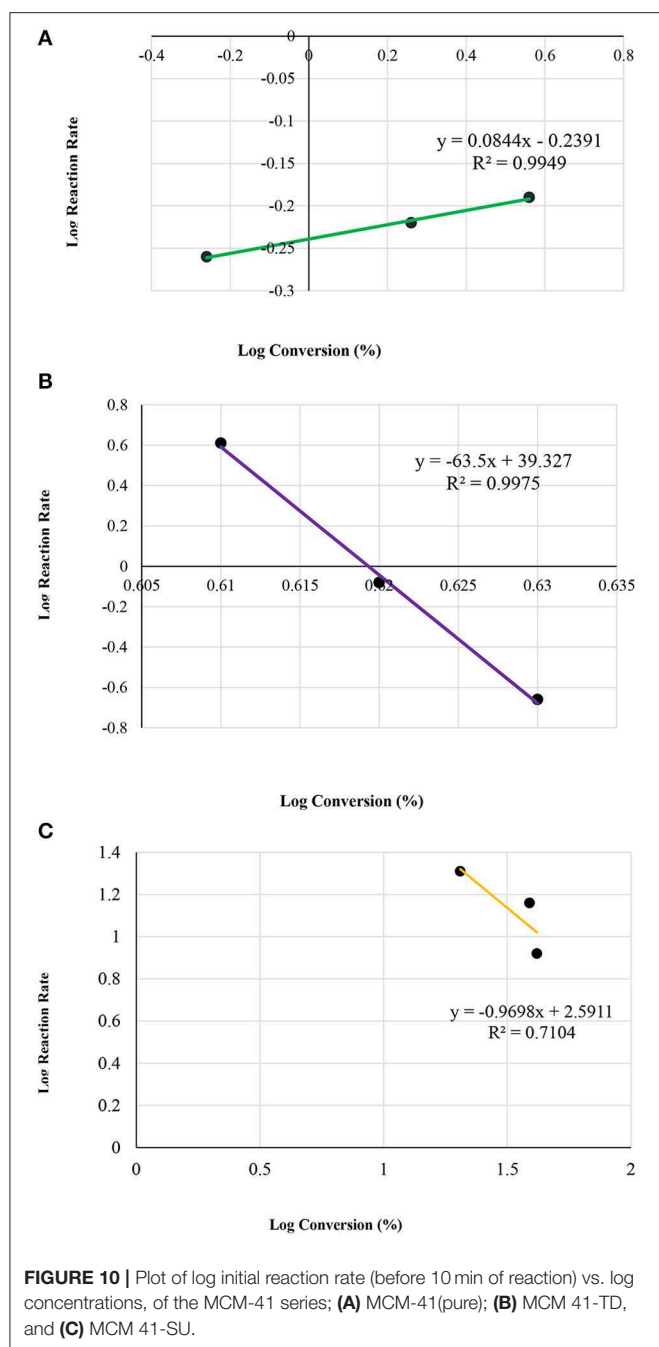 A
0
-0.4 -0.2 0 0.2 0.4 0.6 0.8
-0.05
-0.1
-0.15
-0.2
-0.25
-0.3
y = 0.0844x - 0.2391
R² = 0.9949
Log Reaction Rate
Log Conversion (%)
B
0.8
0.6
0.4
0.2
0
-0.2
-0.4
-0.6
-0.8
0.605 0.61 0.615 0.62 0.625 0.63 0.635
y = -63.5x + 39.327
R² = 0.9975
Log Reaction Rate
Log Conversion (%)
C
1.4
1.2
1
0.8
0.6
0.4
0.2
0
0 0.5 1 1.5 2
y = -0.9698x + 2.5911
R² = 0.7104
Log Reaction Rate
Log Conversion (%)
FIGURE 10 | Plot of log initial reaction rate (before 10 min of reaction) vs. log
concentrations, of the MCM-41 series; (A) MCM-41(pure); (B) MCM 41-TD,
and (C) MCM 41-SU.